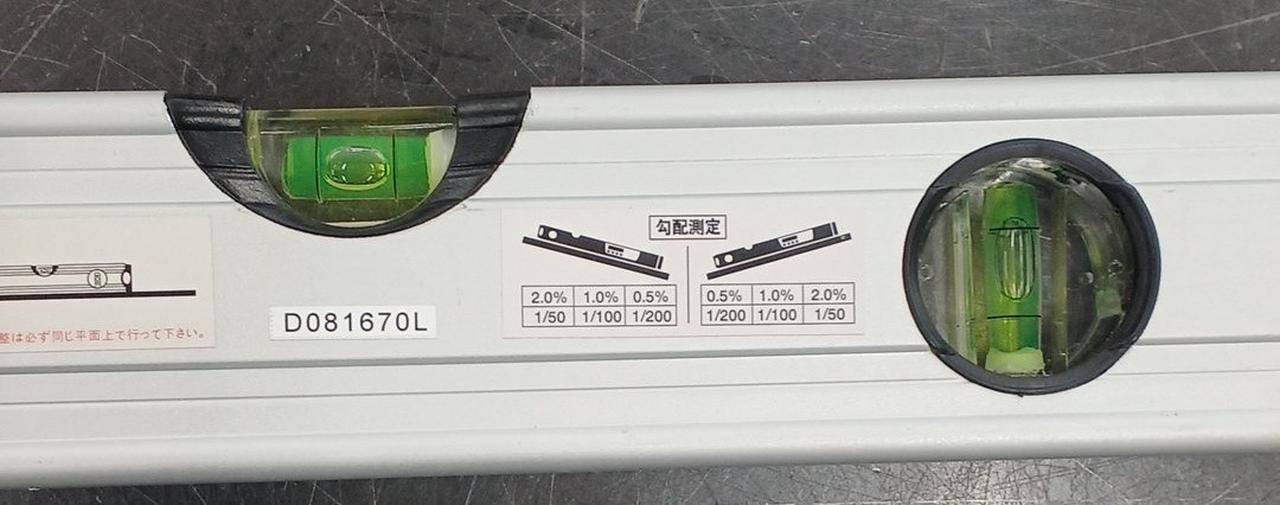 整は必ず同じ平面上で行って下さい。
D081670L
勾配測定
2.0% 1.0% 0.5%
1/50 1/100 1/200
0.5% 1.0% 2.0%
1/200 1/100 1/50